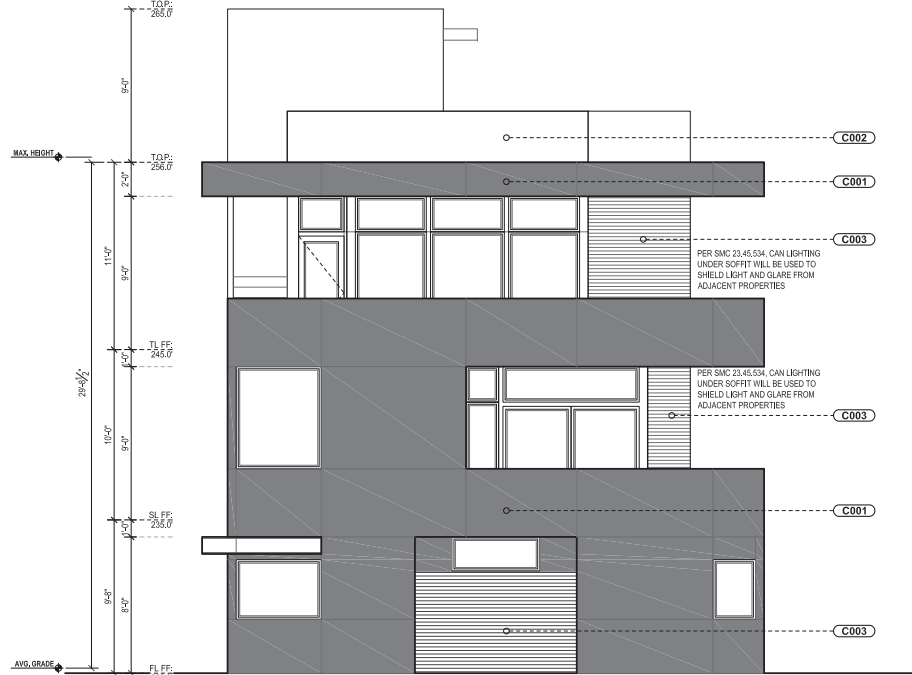 T.O.P.:
265.0'
9'-0"
C002
MAX. HEIGHT
T.O.P.:
256.0'
2'-0"
C001
C003
PER SMC 23.45.534, CAN LIGHTING
UNDER SOFFIT WILL BE USED TO
SHIELD LIGHT AND GLARE FROM
ADJACENT PROPERTIES
11'-0"
9'-0"
TL FF:
245.0'
1'-0"
29'-8½"
PER SMC 23.45.534, CAN LIGHTING
UNDER SOFFIT WILL BE USED TO
SHIELD LIGHT AND GLARE FROM
ADJACENT PROPERTIES
C003
10'-0"
9'-0"
C001
SL FF:
235.0'
1'-0"
9'-8"
8'-0"
C003
AVG. GRADE
FL FF: